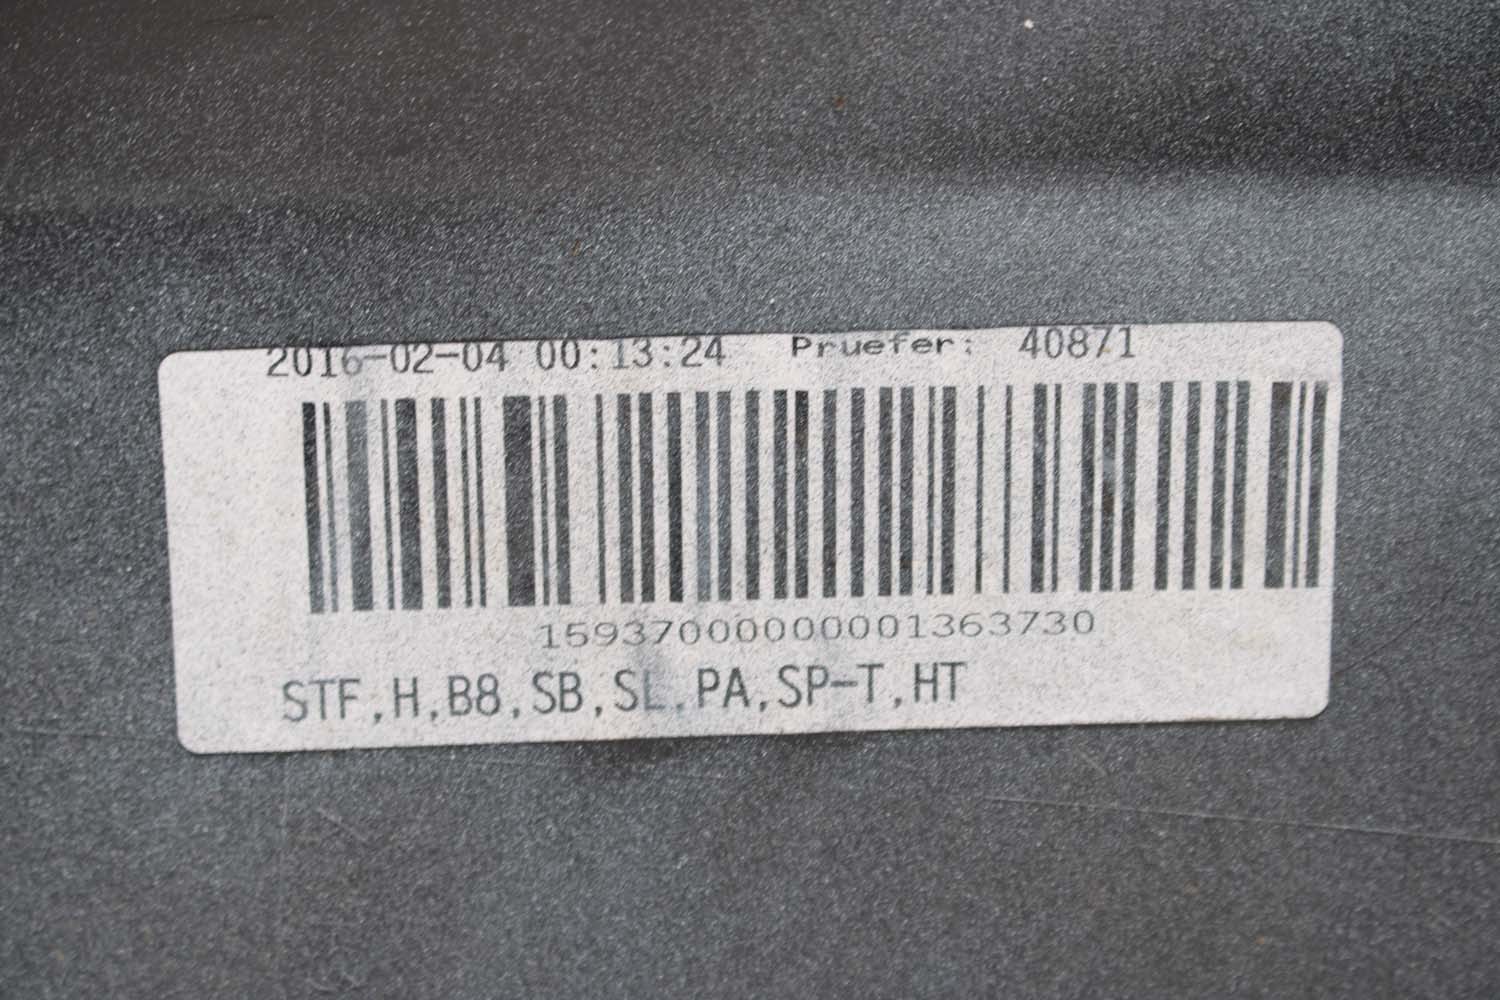 2016-02-04 00:13:24 Pruefer: 40871
15937000000001363730
STF,H,B8,SB,SL,PA,SP-T,HT